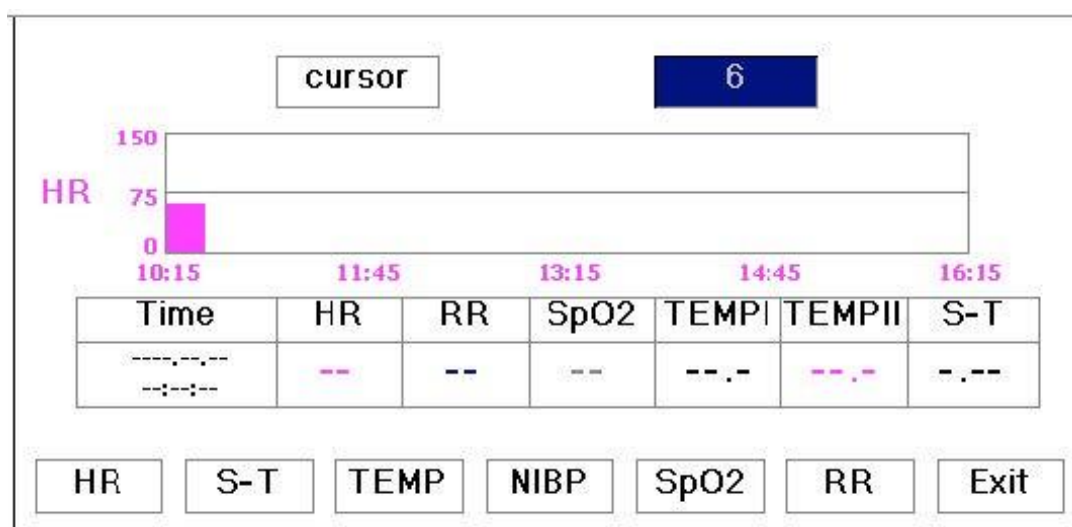 cursor 6
150
HR 75
0
10:15 11:45 13:15 14:45 16:15
Time HR RR SpO2 TEMPI TEMPII S-T
----.--.--
--:--:-- -- -- -- --.- --.- -.--
HR S-T TEMP NIBP SpO2 RR Exit